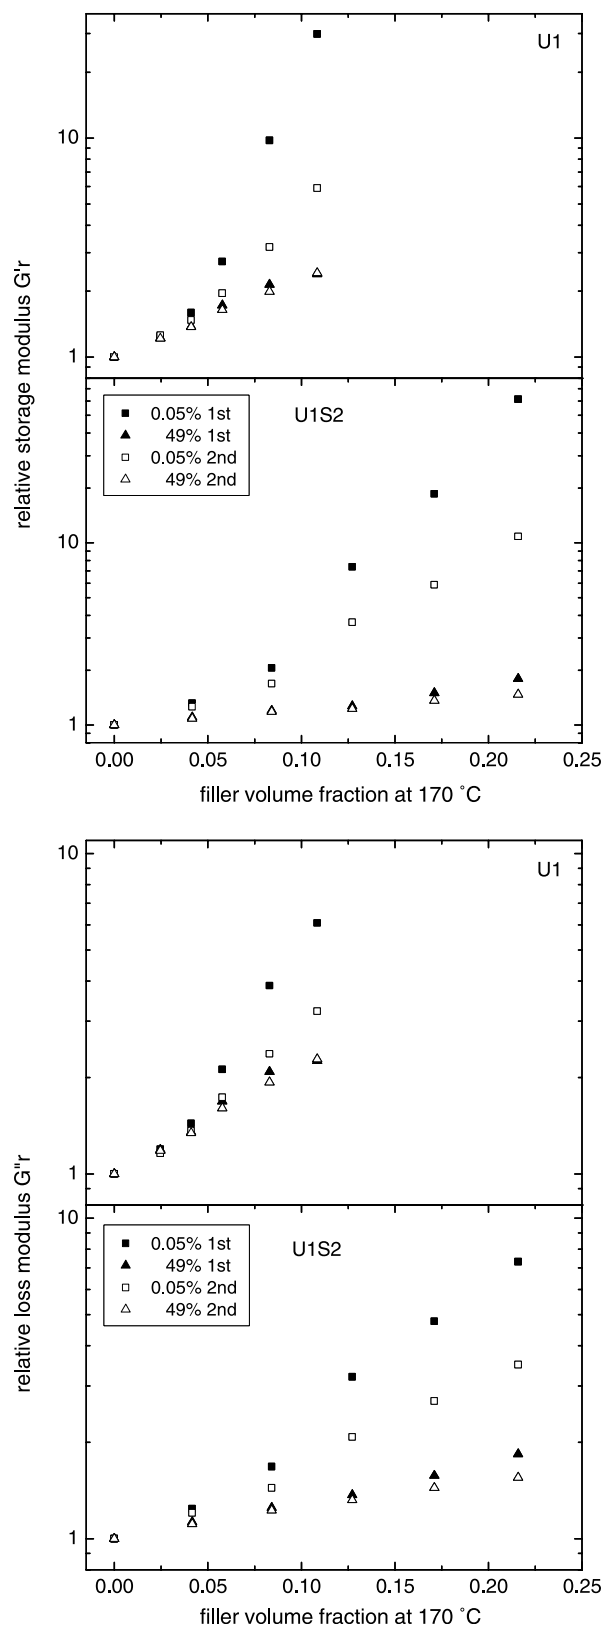 U1
10
1
relative storage modulus G'r
U1S2
0.05% 1st
49% 1st
0.05% 2nd
49% 2nd
10
1
0.00 0.05 0.10 0.15 0.20 0.25
filler volume fraction at 170 °C
10
U1
1
relative loss modulus G"r
10
U1S2
0.05% 1st
49% 1st
0.05% 2nd
49% 2nd
1
0.00 0.05 0.10 0.15 0.20 0.25
filler volume fraction at 170 °C